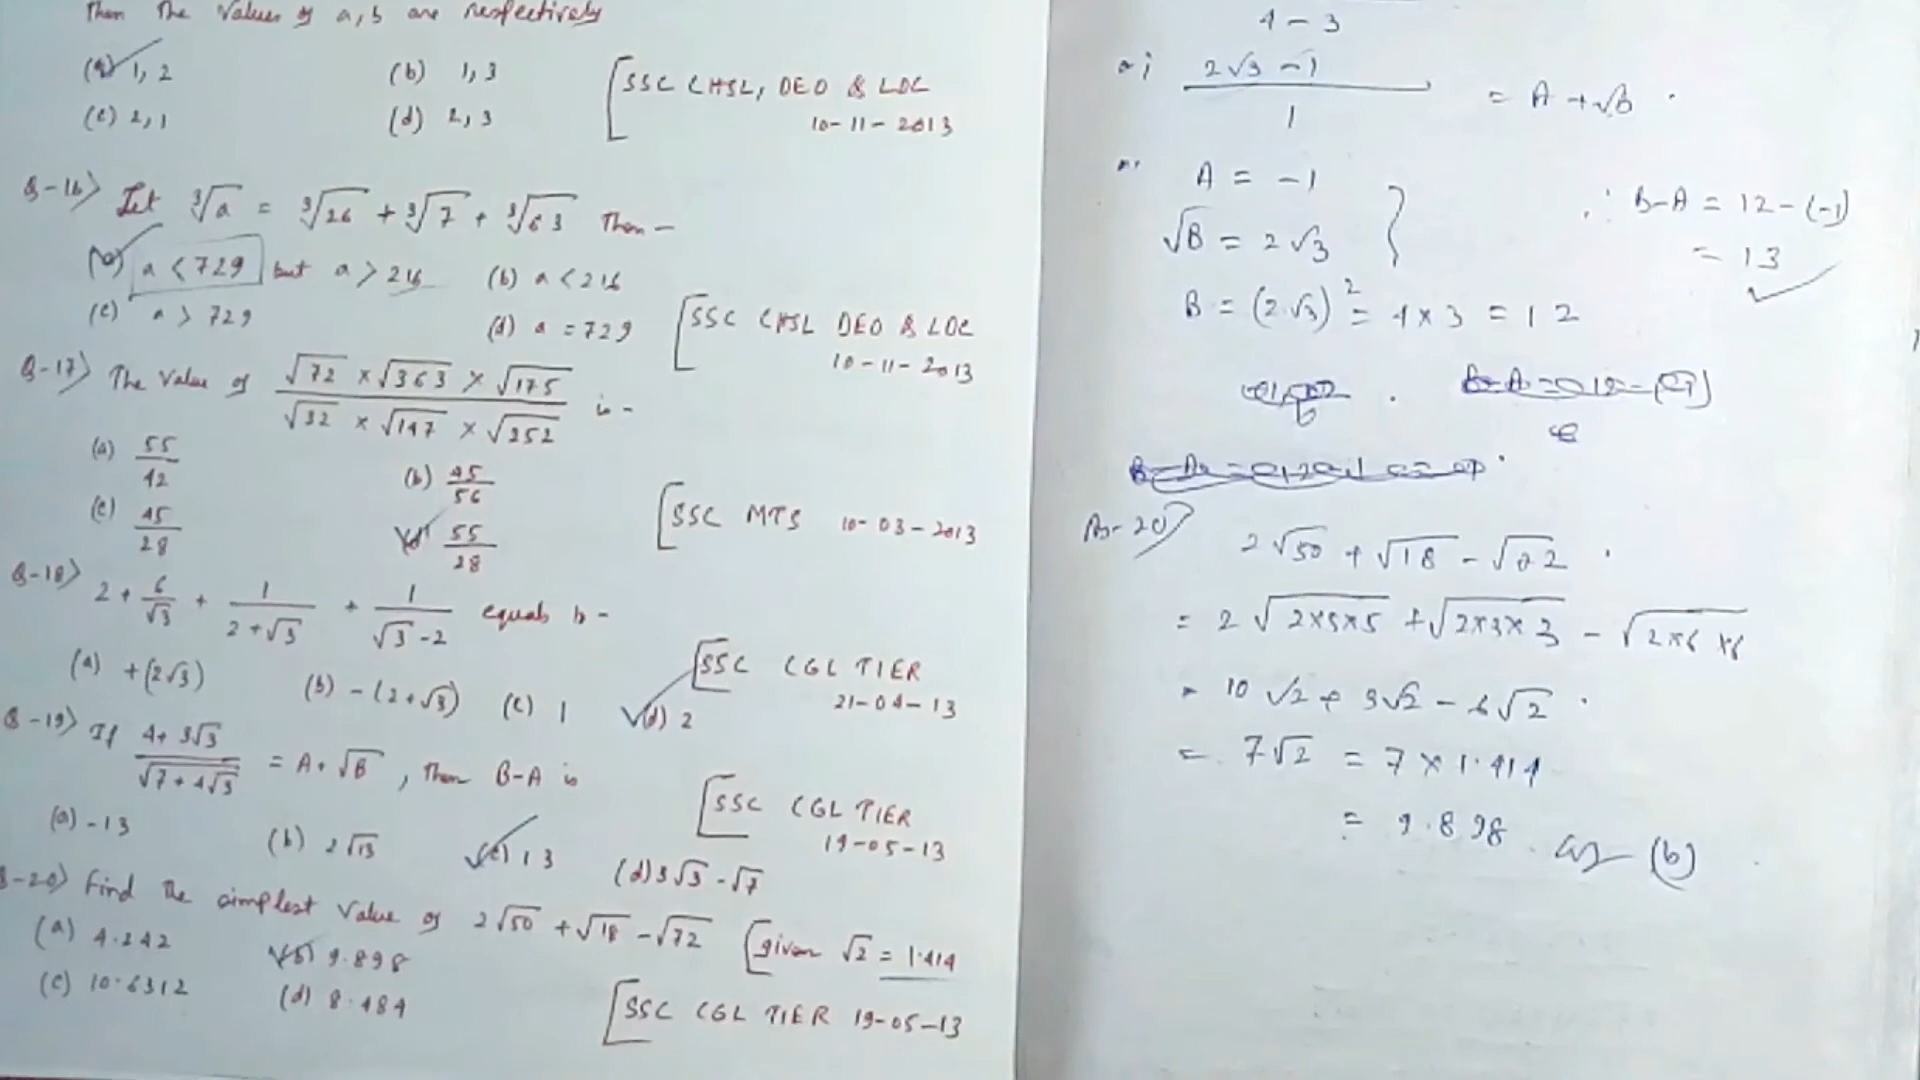 Then The values of a, b are respectively
(a) 1, 2 (b) 1, 3
(c) 2, 1 (d) 2, 3
[SSC CHSL, DEO & LDC
10-11-2013
Q-16) Let ∛a = ∛26 + ∛7 + ∛63 Then -
(a) a < 729 but a > 216 (b) a < 216
(c) a > 729 (d) a = 729
[SSC CHSL DEO & LDC
10-11-2013
Q-17) The value of (√72 × √363 × √175) / (√32 × √147 × √252) is -
(a) 55/42 (b) 45/56
(c) 45/28 (d) 55/28
[SSC MTS 10-03-2013
Q-18) 2 + 6/√3 + 1/(2+√3) + 1/(√3-2) equals to -
(a) +(2√3) (b) -(2+√3) (c) 1 (d) 2
[SSC CGL TIER
21-04-13
Q-19) If (4+3√3)/√(7+4√3) = A+√B, Then B-A is
(a) -13 (b) 2√13 (c) 13 (d) 3√3-√7
[SSC CGL TIER
19-05-13
Q-20) Find The simplest value of 2√50 + √18 - √72 [given √2 = 1.414
(a) 4.242 (b) 9.898
(c) 10.6312 (d) 8.484
[SSC CGL TIER 19-05-13
4 - 3
(2√3 - 1)/1 = A + √B
A = -1
√B = 2√3
B = (2√3)² = 4×3 = 12
∴ B-A = 12-(-1)
= 13
2√50 + √18 - √72
= 2√(2×5×5) + √(2×3×3) - √(2×6×6)
= 10√2 + 3√2 - 6√2
= 7√2 = 7 × 1.414
= 9.898 (b)